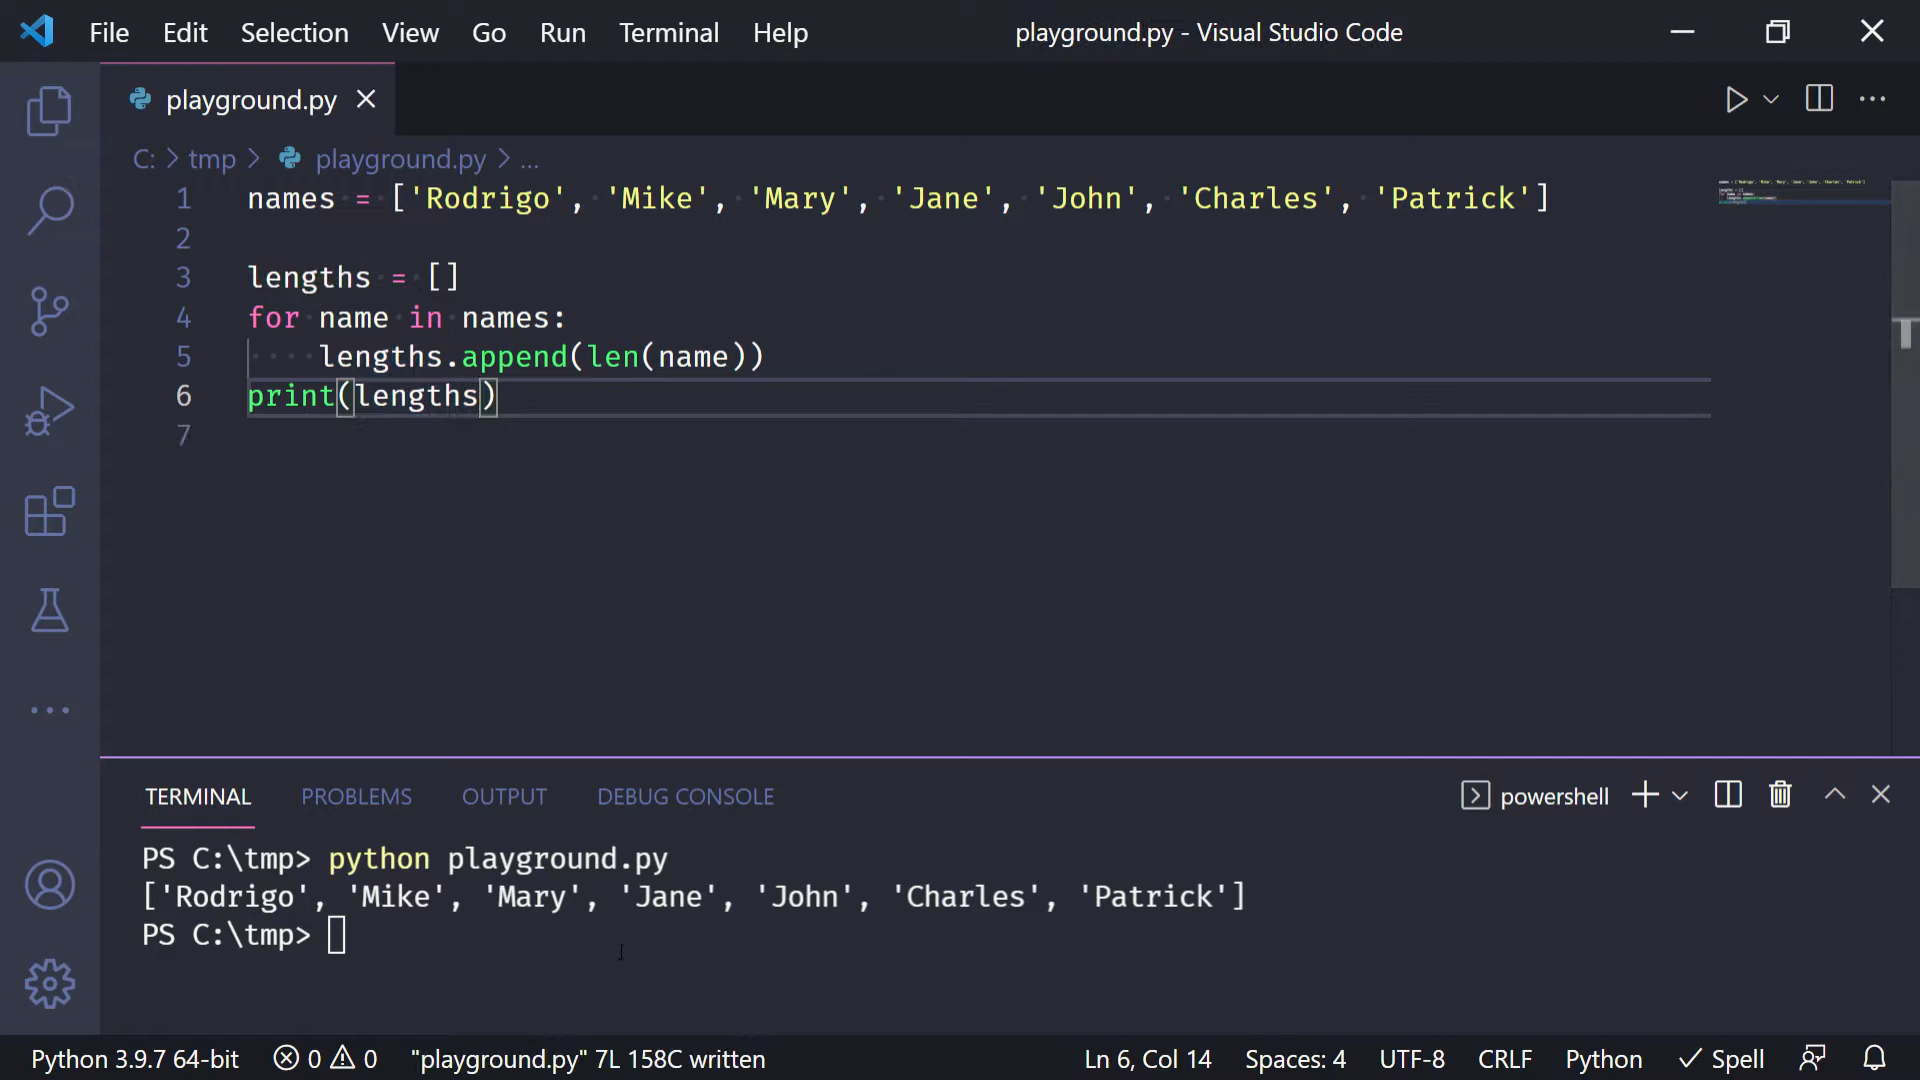 File Edit Selection View Go Run Terminal Help playground.py - Visual Studio Code
playground.py
C: > tmp > playground.py > ...
1 names = ['Rodrigo', 'Mike', 'Mary', 'Jane', 'John', 'Charles', 'Patrick']
2
3 lengths = []
4 for name in names:
5     lengths.append(len(name))
6 print(lengths)
7
TERMINAL PROBLEMS OUTPUT DEBUG CONSOLE powershell
PS C:\tmp> python playground.py
['Rodrigo', 'Mike', 'Mary', 'Jane', 'John', 'Charles', 'Patrick']
PS C:\tmp>
Python 3.9.7 64-bit 0 0 "playground.py" 7L 158C written Ln 6, Col 14 Spaces: 4 UTF-8 CRLF Python Spell